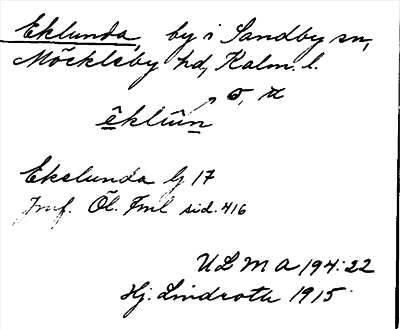 Eklunda, by i Sandby sn,
Möckleby hd, Kalm. l.
σ, π
êklûn
Ekelunda G 17
Jmf. Öl. Fml sid. 416
ULMA 194:22
Hj. Lindroth 1915